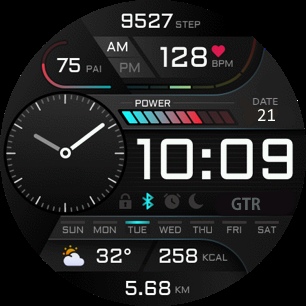 9527 STEP
AM
PM
75 PAI
128 BPM
POWER
DATE
21
10:09
GTR
SUN MON TUE WED THU FRI SAT
32° 258 KCAL
5.68 KM